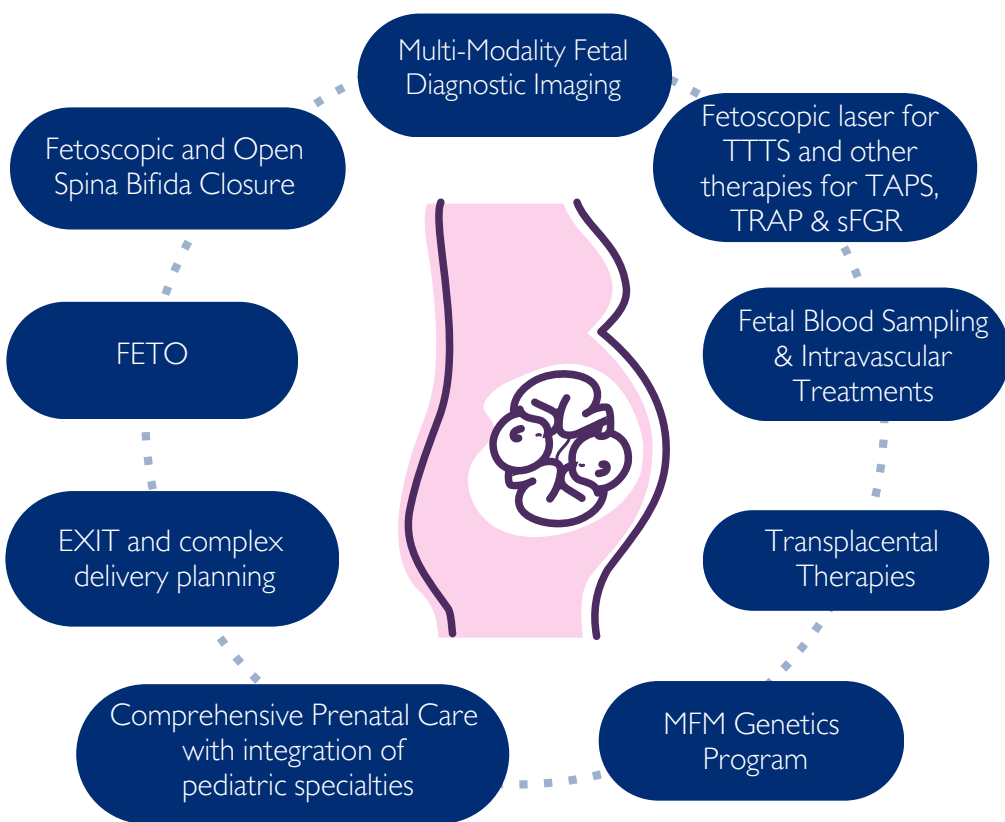 Multi-Modality Fetal
Diagnostic Imaging
Fetoscopic laser for
TTTS and other
therapies for TAPS,
TRAP & sFGR
Fetal Blood Sampling
& Intravascular
Treatments
Transplacental
Therapies
MFM Genetics
Program
Comprehensive Prenatal Care
with integration of
pediatric specialties
EXIT and complex
delivery planning
FETO
Fetoscopic and Open
Spina Bifida Closure